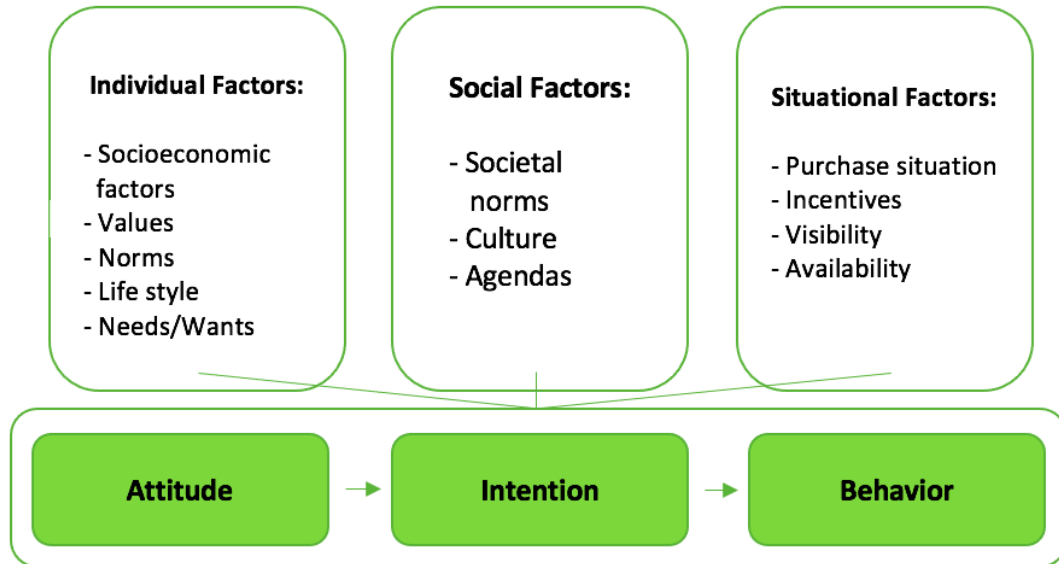 Individual Factors:
- Socioeconomic
factors
- Values
- Norms
- Life style
- Needs/Wants
Social Factors:
- Societal
norms
- Culture
- Agendas
Situational Factors:
- Purchase situation
- Incentives
- Visibility
- Availability
Attitude
Intention
Behavior